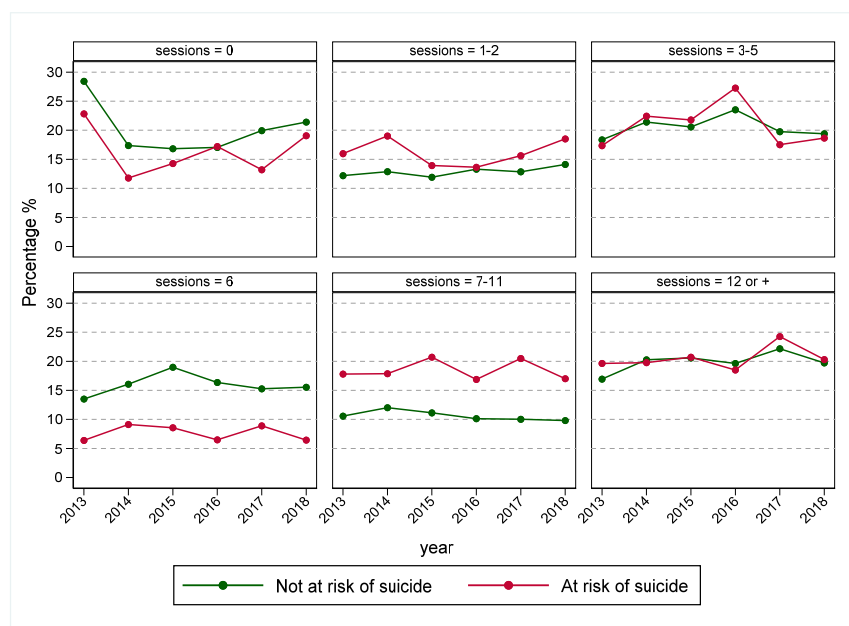 sessions = 0
sessions = 1-2
sessions = 3-5
30
25
20
15
10
5
0
Percentage %
sessions = 6
sessions = 7-11
sessions = 12 or +
30
25
20
15
10
5
0
2013 2014 2015 2016 2017 2018
2013 2014 2015 2016 2017 2018
2013 2014 2015 2016 2017 2018
year
Not at risk of suicide
At risk of suicide